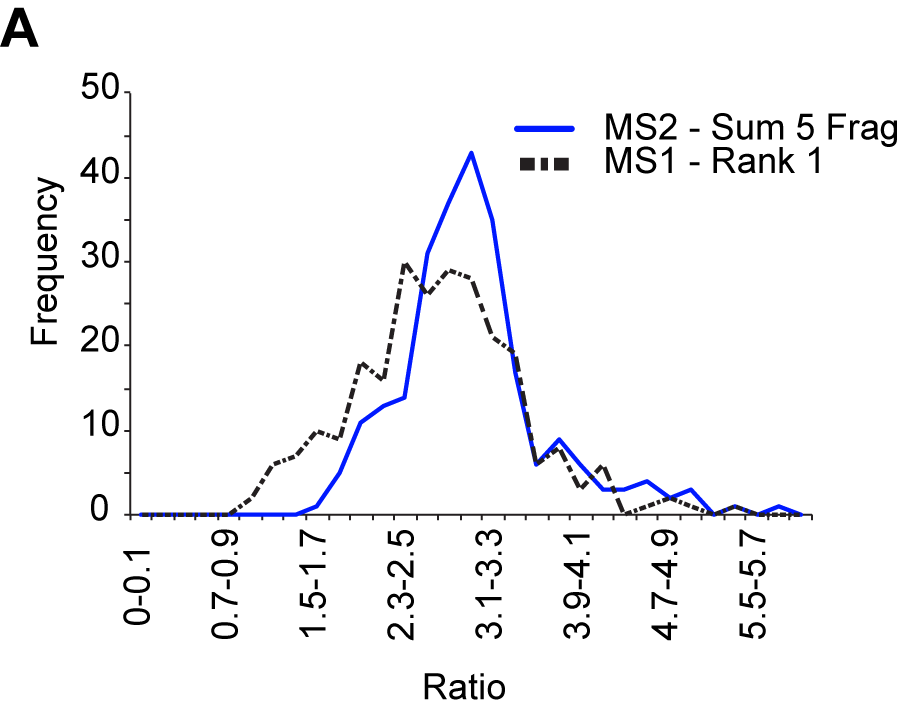 A
50
40
30
20
10
0
Frequency
MS2 - Sum 5 Frag
MS1 - Rank 1
0-0.1
0.7-0.9
1.5-1.7
2.3-2.5
3.1-3.3
3.9-4.1
4.7-4.9
5.5-5.7
Ratio